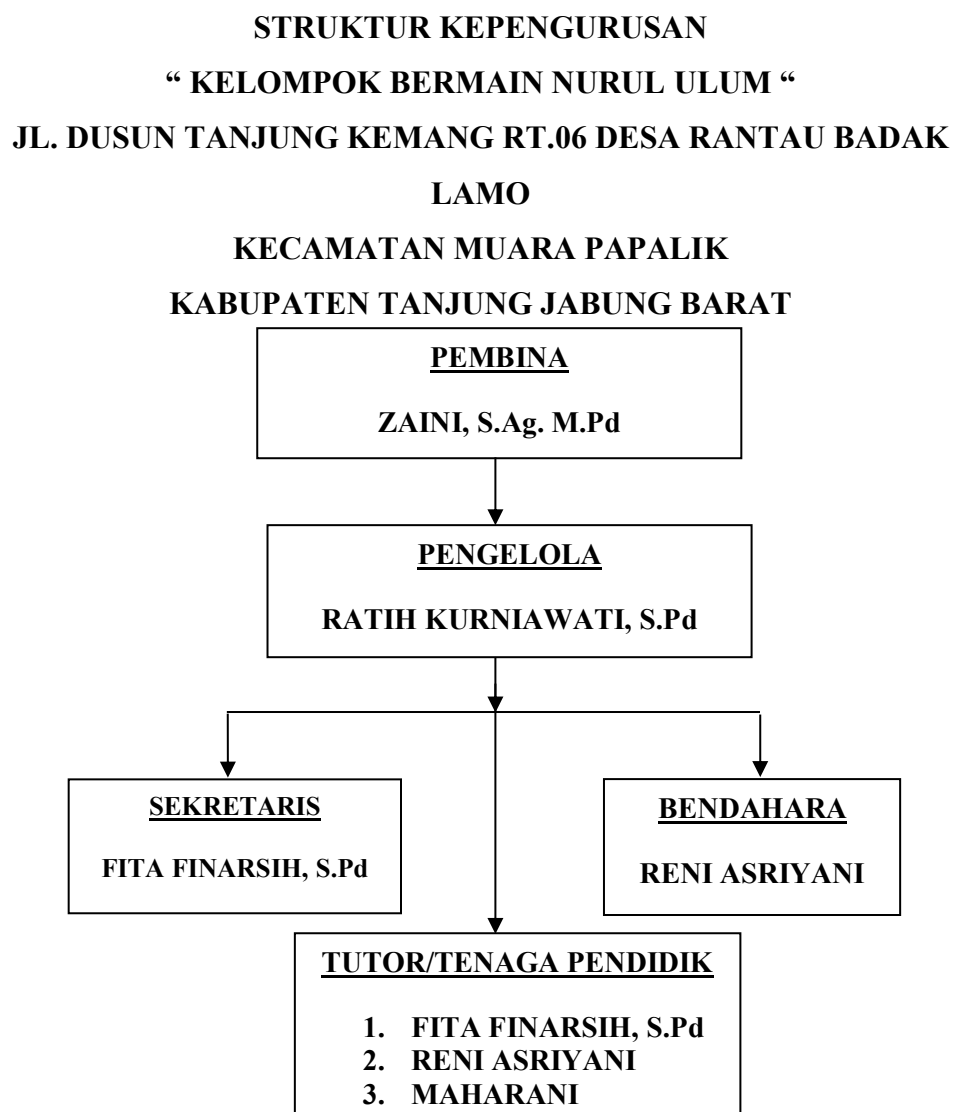 STRUKTUR KEPENGURUSAN
“ KELOMPOK BERMAIN NURUL ULUM “
JL. DUSUN TANJUNG KEMANG RT.06 DESA RANTAU BADAK
LAMO
KECAMATAN MUARA PAPALIK
KABUPATEN TANJUNG JABUNG BARAT
PEMBINA
ZAINI, S.Ag. M.Pd
PENGELOLA
RATIH KURNIAWATI, S.Pd
SEKRETARIS
FITA FINARSIH, S.Pd
BENDAHARA
RENI ASRIYANI
TUTOR/TENAGA PENDIDIK
1. FITA FINARSIH, S.Pd
2. RENI ASRIYANI
3. MAHARANI